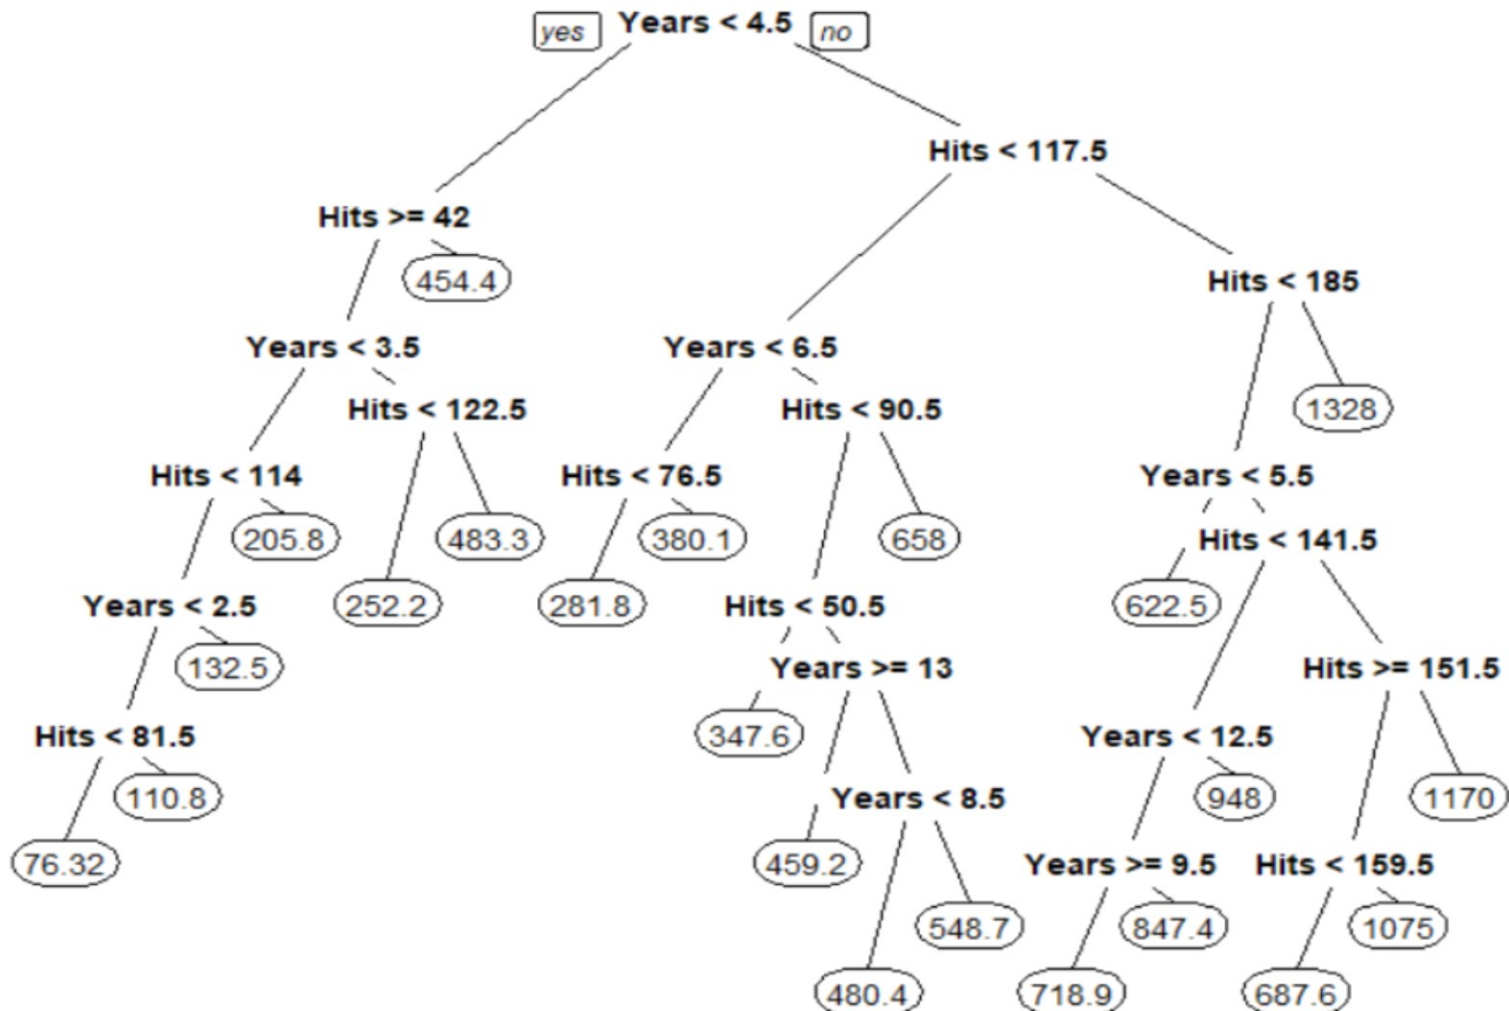 yes Years < 4.5 no
Hits < 117.5
Hits >= 42
454.4
Hits < 185
Years < 3.5
Years < 6.5
Hits < 122.5
Hits < 90.5
1328
Hits < 114
Hits < 76.5
Years < 5.5
205.8
483.3
380.1
658
Hits < 141.5
252.2
281.8
622.5
Years < 2.5
Hits < 50.5
132.5
Years >= 13
Hits >= 151.5
Hits < 81.5
347.6
Years < 12.5
110.8
Years < 8.5
948
1170
76.32
459.2
Years >= 9.5
Hits < 159.5
548.7
847.4
1075
480.4
718.9
687.6